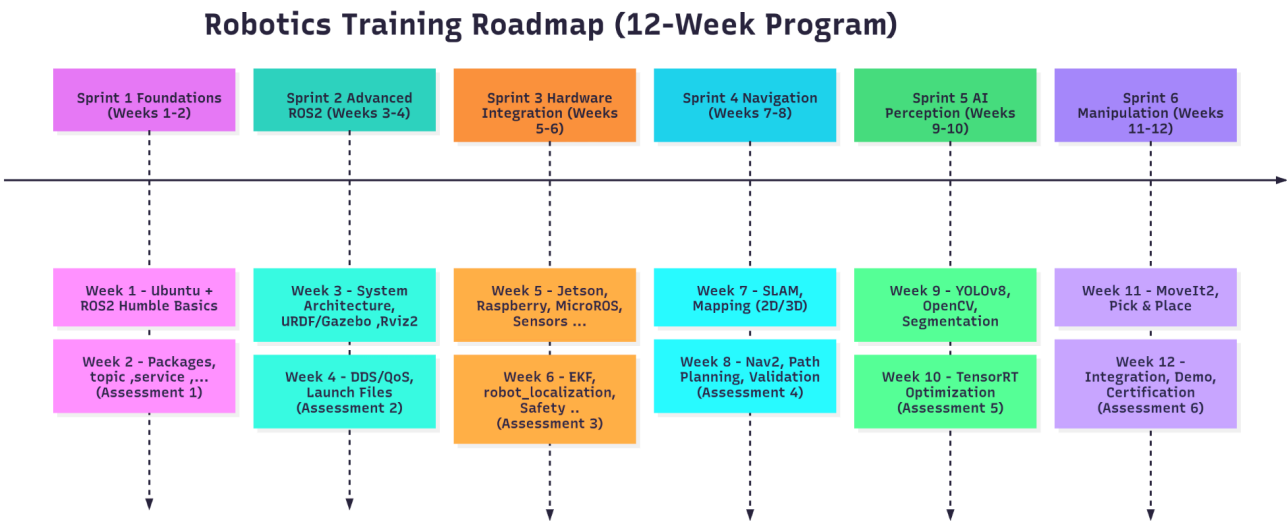 Robotics Training Roadmap (12-Week Program)
Sprint 1 Foundations
(Weeks 1-2)
Sprint 2 Advanced
ROS2 (Weeks 3-4)
Sprint 3 Hardware
Integration (Weeks
5-6)
Sprint 4 Navigation
(Weeks 7-8)
Sprint 5 AI
Perception (Weeks
9-10)
Sprint 6
Manipulation (Weeks
11-12)
Week 1 - Ubuntu +
ROS2 Humble Basics
Week 2 - Packages,
topic ,service ,...
(Assessment 1)
Week 3 - System
Architecture,
URDF/Gazebo ,Rviz2
Week 4 - DDS/QoS,
Launch Files
(Assessment 2)
Week 5 - Jetson,
Raspberry, MicroROS,
Sensors ...
Week 6 - EKF,
robot_localization,
Safety ..
(Assessment 3)
Week 7 - SLAM,
Mapping (2D/3D)
Week 8 - Nav2, Path
Planning, Validation
(Assessment 4)
Week 9 - YOLOv8,
OpenCV,
Segmentation
Week 10 - TensorRT
Optimization
(Assessment 5)
Week 11 - MoveIt2,
Pick & Place
Week 12 -
Integration, Demo,
Certification
(Assessment 6)